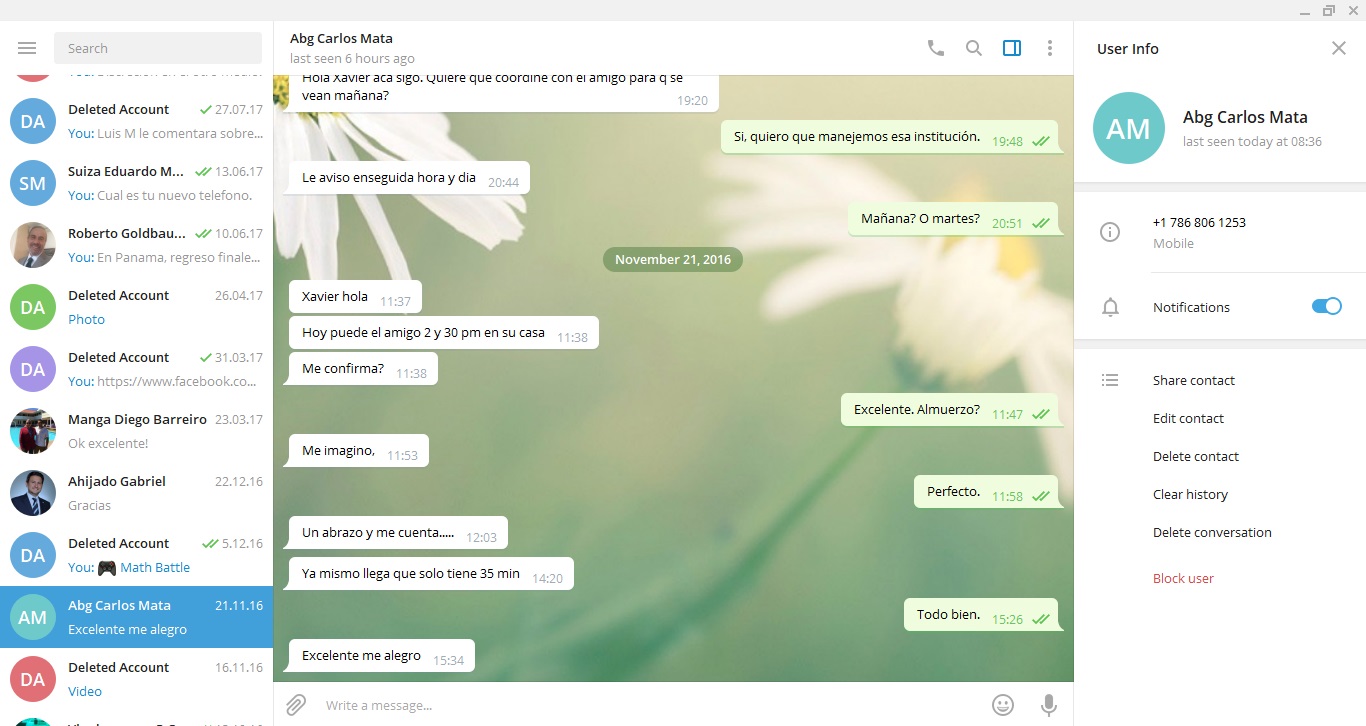 Search
DA
Deleted Account 27.07.17
You: Luis M le comentara sobre...
SM
Suiza Eduardo M... 13.06.17
You: Cual es tu nuevo telefono.
Roberto Goldbau... 10.06.17
You: En Panama, regreso finale...
DA
Deleted Account 26.04.17
Photo
DA
Deleted Account 31.03.17
You: https://www.facebook.co...
Manga Diego Barreiro 23.03.17
Ok excelente!
Ahijado Gabriel 22.12.16
Gracias
DA
Deleted Account 5.12.16
You: 🎮 Math Battle
AM
Abg Carlos Mata 21.11.16
Excelente me alegro
DA
Deleted Account 16.11.16
Video
Abg Carlos Mata
last seen 6 hours ago
Hola Xavier aca sigo. Quiere que coordine con el amigo para q se
vean mañana? 19:20
Si, quiero que manejemos esa institución. 19:48
Le aviso enseguida hora y dia 20:44
Mañana? O martes? 20:51
November 21, 2016
Xavier hola 11:37
Hoy puede el amigo 2 y 30 pm en su casa 11:38
Me confirma? 11:38
Excelente. Almuerzo? 11:47
Me imagino, 11:53
Perfecto. 11:58
Un abrazo y me cuenta..... 12:03
Ya mismo llega que solo tiene 35 min 14:20
Todo bien. 15:26
Excelente me alegro 15:34
Write a message...
User Info
AM
Abg Carlos Mata
last seen today at 08:36
+1 786 806 1253
Mobile
Notifications
Share contact
Edit contact
Delete contact
Clear history
Delete conversation
Block user